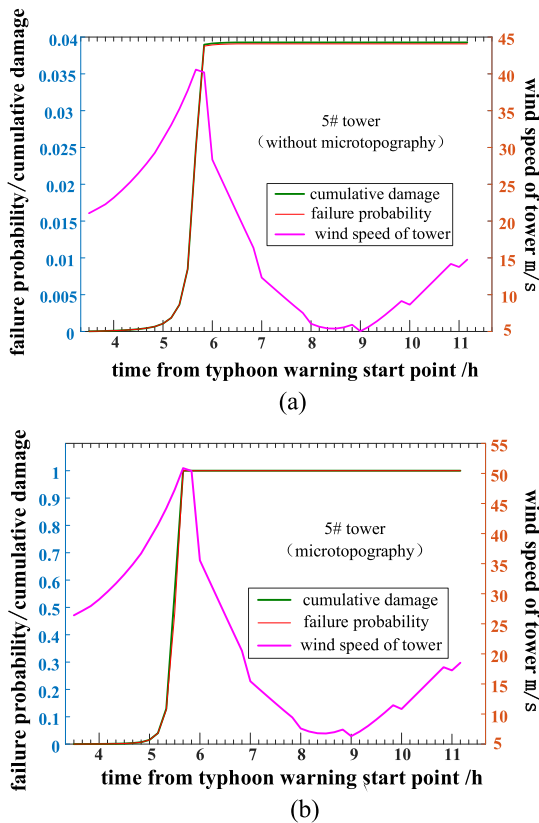 failure probability/cumulative damage
0.04
0.035
0.03
0.025
0.02
0.015
0.01
0.005
0
45
40
35
30
25
20
15
10
5
wind speed of tower m/s
5# tower
(without microtopography)
cumulative damage
failure probability
wind speed of tower
4 5 6 7 8 9 10 11
time from typhoon warning start point /h
(a)
failure probability/cumulative damage
1
0.9
0.8
0.7
0.6
0.5
0.4
0.3
0.2
0.1
0
55
50
45
40
35
30
25
20
15
10
5
wind speed of tower m/s
5# tower
(microtopography)
cumulative damage
failure probability
wind speed of tower
4 5 6 7 8 9 10 11
time from typhoon warning start point /h
(b)